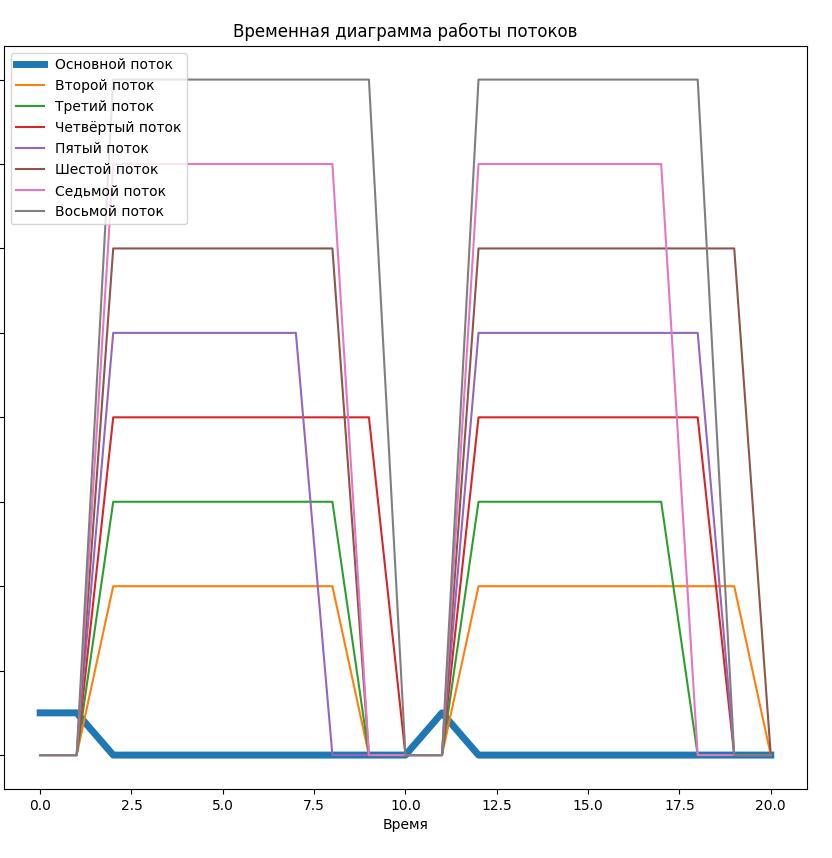 Временная диаграмма работы потоков
Основной поток
Второй поток
Третий поток
Четвёртый поток
Пятый поток
Шестой поток
Седьмой поток
Восьмой поток
0.0 2.5 5.0 7.5 10.0 12.5 15.0 17.5 20.0
Время